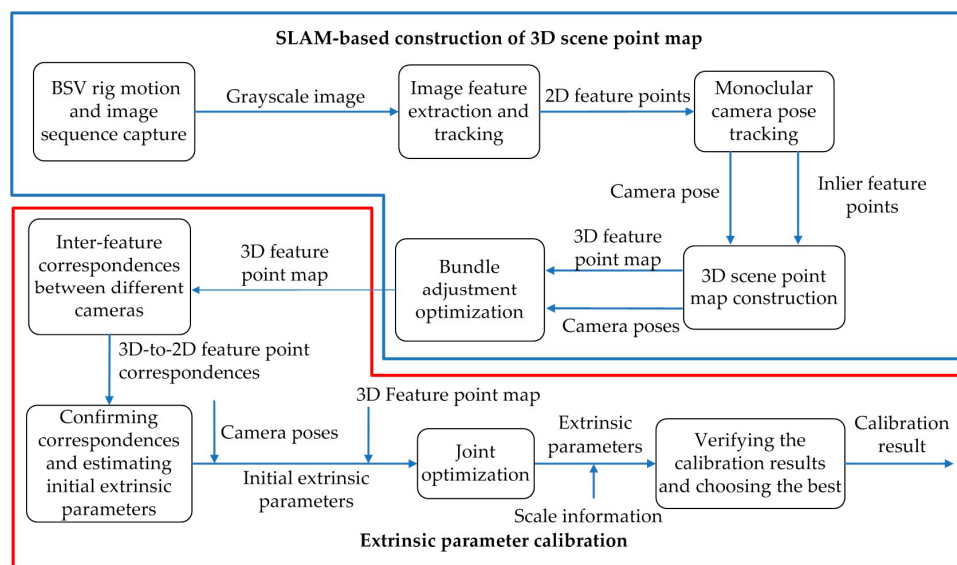 SLAM-based construction of 3D scene point map
BSV rig motion
and image
sequence capture
Grayscale image
Image feature
extraction and
tracking
2D feature points
Monoclular
camera pose
tracking
Camera pose
Inlier feature
points
3D scene point
map construction
3D feature
point map
Camera poses
Bundle
adjustment
optimization
3D feature
point map
Inter-feature
correspondences
between different
cameras
3D-to-2D feature point
correspondences
Confirming
correspondences
and estimating
initial extrinsic
parameters
Camera poses
3D Feature point map
Initial extrinsic
parameters
Joint
optimization
Extrinsic
parameters
Scale information
Verifying the
calibration results
and choosing the best
Calibration
result
Extrinsic parameter calibration